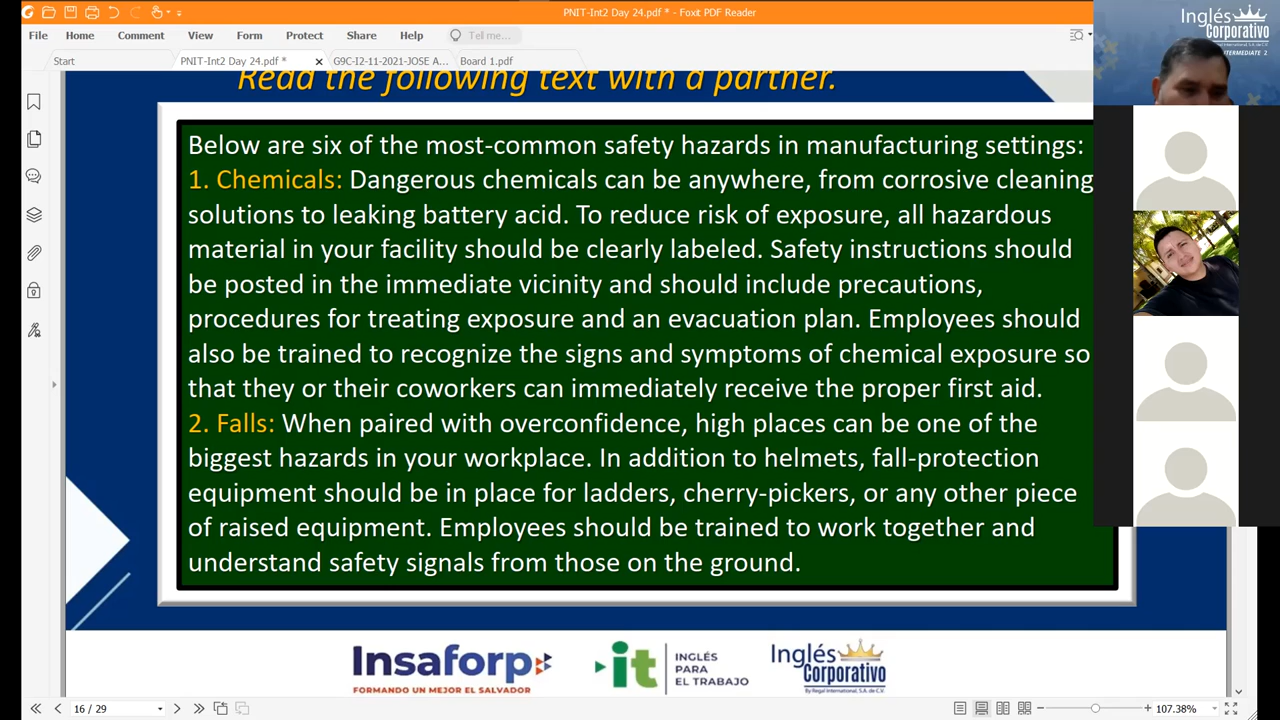 PNIT-Int2 Day 24.pdf * - Foxit PDF Reader
File Home Comment View Form Protect Share Help Tell me...
Start PNIT-Int2 Day 24.pdf * G9C-I2-11-2021-JOSE A... Board 1.pdf
Read the following text with a partner.
Below are six of the most-common safety hazards in manufacturing settings:
1. Chemicals: Dangerous chemicals can be anywhere, from corrosive cleaning
solutions to leaking battery acid. To reduce risk of exposure, all hazardous
material in your facility should be clearly labeled. Safety instructions should
be posted in the immediate vicinity and should include precautions,
procedures for treating exposure and an evacuation plan. Employees should
also be trained to recognize the signs and symptoms of chemical exposure so
that they or their coworkers can immediately receive the proper first aid.
2. Falls: When paired with overconfidence, high places can be one of the
biggest hazards in your workplace. In addition to helmets, fall-protection
equipment should be in place for ladders, cherry-pickers, or any other piece
of raised equipment. Employees should be trained to work together and
understand safety signals from those on the ground.
Insaforp
FORMANDO UN MEJOR EL SALVADOR
it
INGLÉS
PARA
EL TRABAJO
Inglés
Corporativo
By Regal International, S.A. de C.V.
16 / 29
107.38%
Inglés
Corporativo